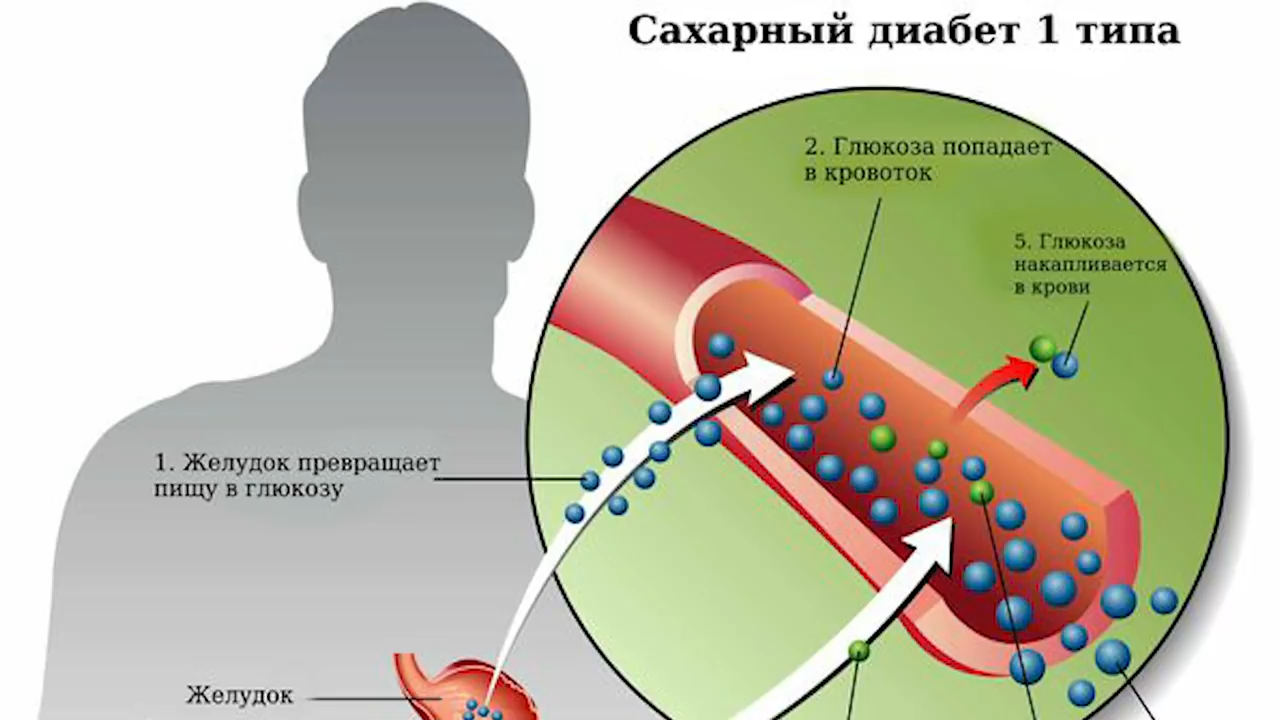 Сахарный диабет 1 типа
2. Глюкоза попадает
в кровоток
5. Глюкоза
накапливается
в крови
1. Желудок превращает
пищу в глюкозу
Желудок